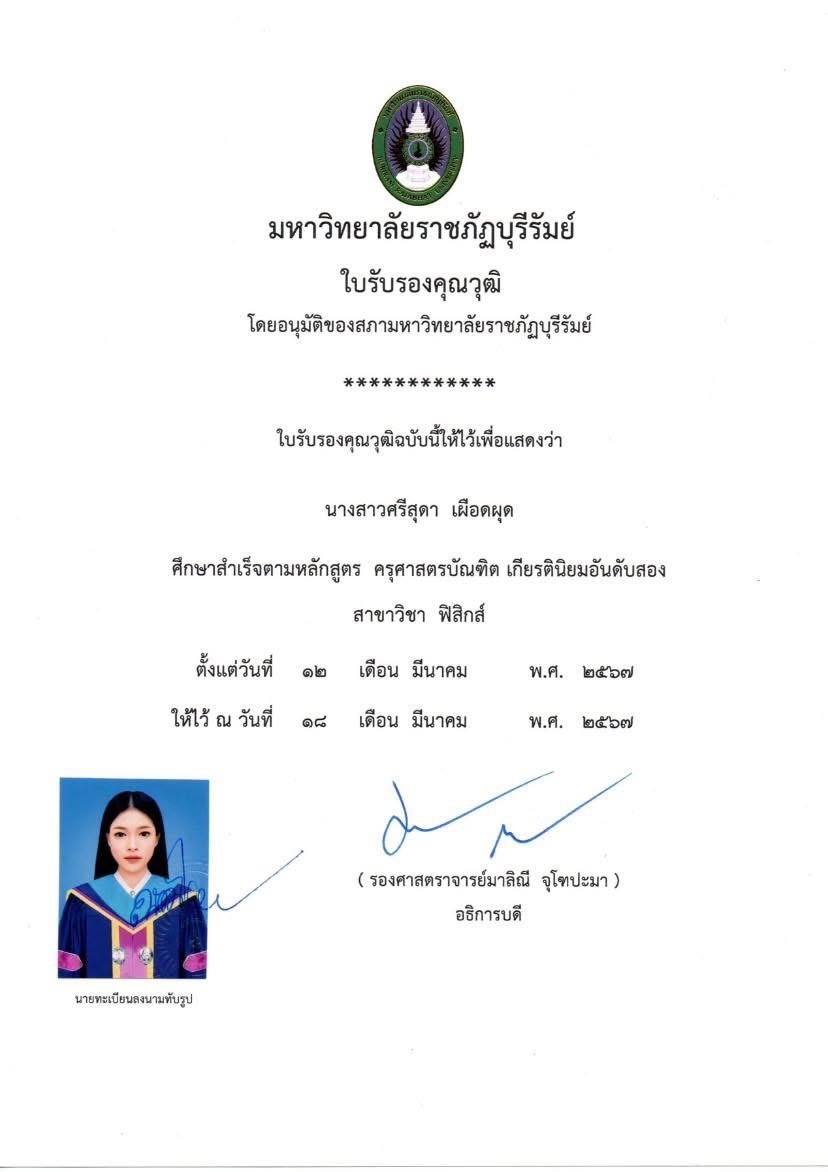 มหาวิทยาลัยราชภัฏบุรีรัมย์
ใบรับรองคุณวุฒิ
โดยอนุมัติของสภามหาวิทยาลัยราชภัฏบุรีรัมย์
************
ใบรับรองคุณวุฒิฉบับนี้ให้ไว้เพื่อแสดงว่า
นางสาวศรีสุดา เผือดผุด
ศึกษาสำเร็จตามหลักสูตร ครุศาสตรบัณฑิต เกียรตินิยมอันดับสอง
สาขาวิชา ฟิสิกส์
ตั้งแต่วันที่ ๑๒ เดือน มีนาคม พ.ศ. ๒๕๖๗
ให้ไว้ ณ วันที่ ๑๘ เดือน มีนาคม พ.ศ. ๒๕๖๗
( รองศาสตราจารย์มาลิณี จุโฑปะมา )
อธิการบดี
นายทะเบียนลงนามทับรูป